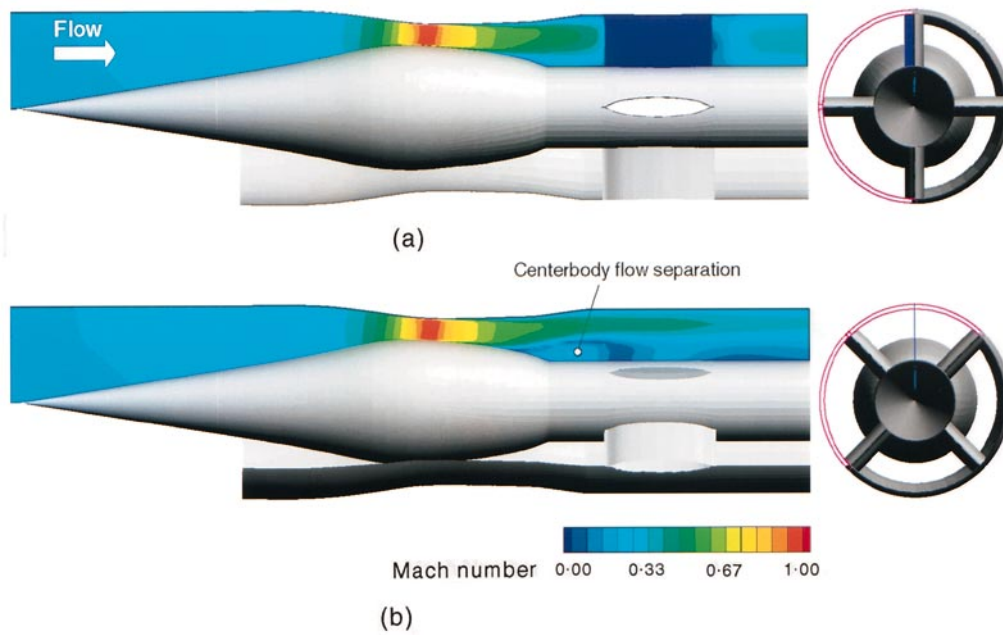 Flow
(a)
Centerbody flow separation
Mach number 0·00 0·33 0·67 1·00
(b)